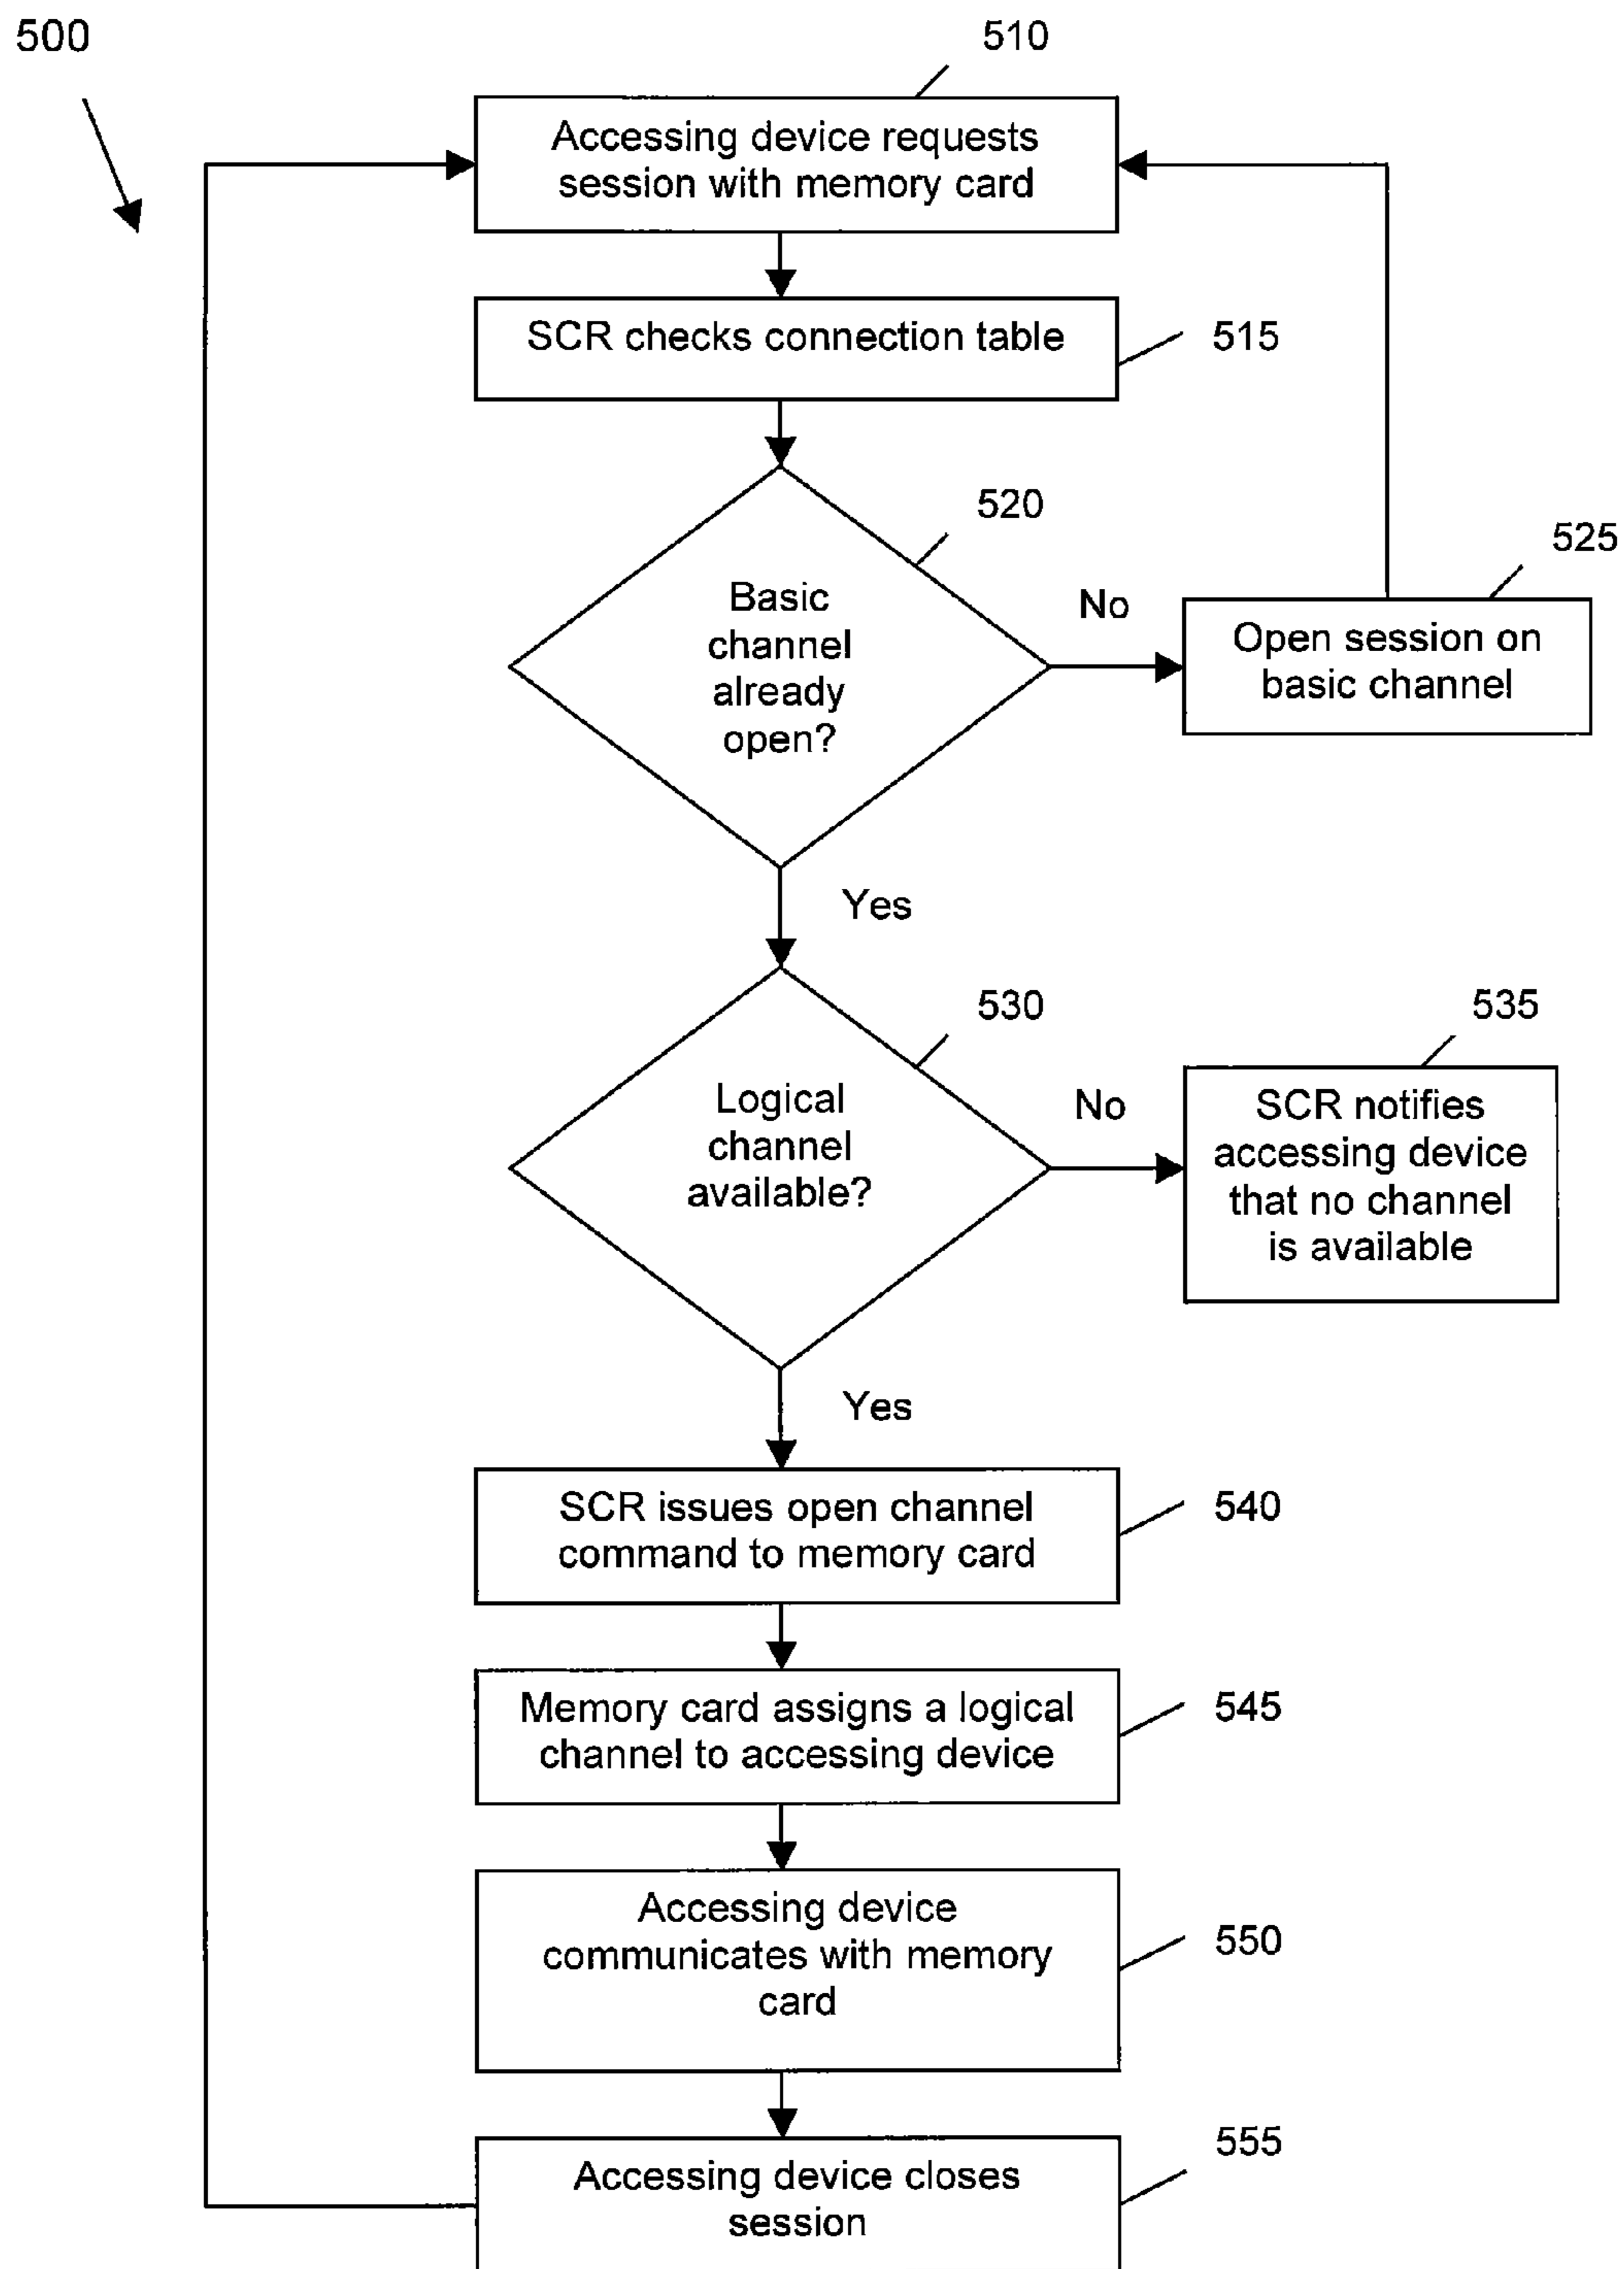 500
510
Accessing device requests
session with memory card
SCR checks connection table
515
520
Basic
channel
already
open?
No
525
Open session on
basic channel
Yes
530
Logical
channel
available?
No
535
SCR notifies
accessing device
that no channel
is available
Yes
SCR issues open channel
command to memory card
540
Memory card assigns a logical
channel to accessing device
545
Accessing device
communicates with memory
card
550
Accessing device closes
session
555